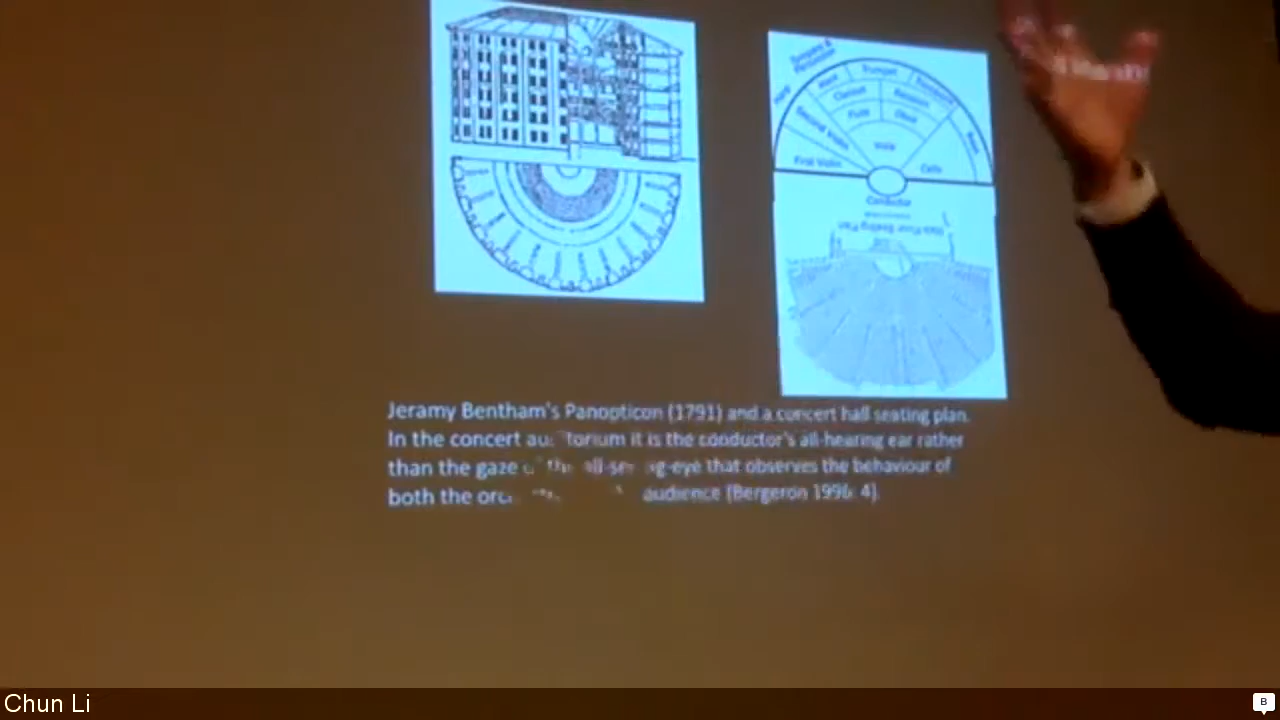 Trumpet
Horn
Clarinet
Bassoon
Flute
Oboe
Second Violin
Viola
First Violin
Cello
Conductor
Jeramy Bentham's Panopticon (1791) and a concert hall seating plan.
In the concert it is the conductor's all-hearing ear rather
than the gaze that observes the behaviour of
both the audience (Bergeron 1996: 4).
Chun Li
B